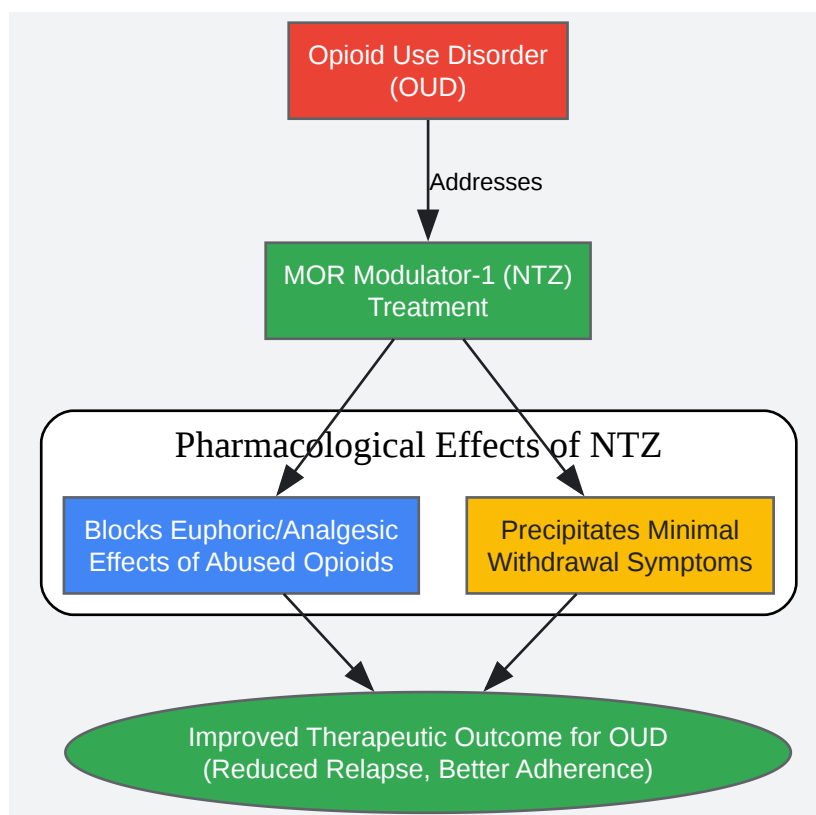 Opioid Use Disorder
(OUD)
Addresses
MOR Modulator-1 (NTZ)
Treatment
Pharmacological Effects of NTZ
Blocks Euphoric/Analgesic
Effects of Abused Opioids
Precipitates Minimal
Withdrawal Symptoms
Improved Therapeutic Outcome for OUD
(Reduced Relapse, Better Adherence)